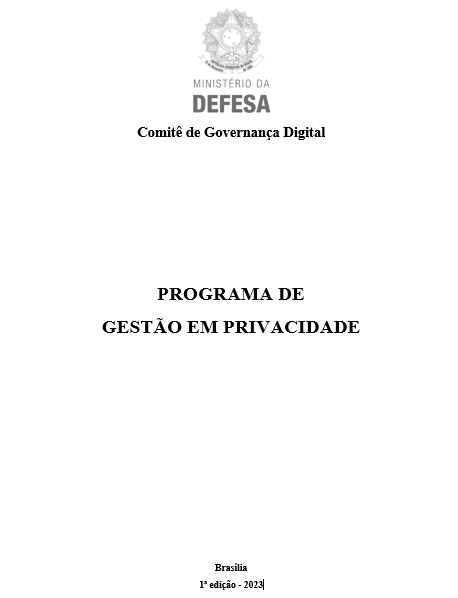 MINISTÉRIO DA
DEFESA
Comitê de Governança Digital
PROGRAMA DE
GESTÃO EM PRIVACIDADE
Brasília
1ª edição - 2023